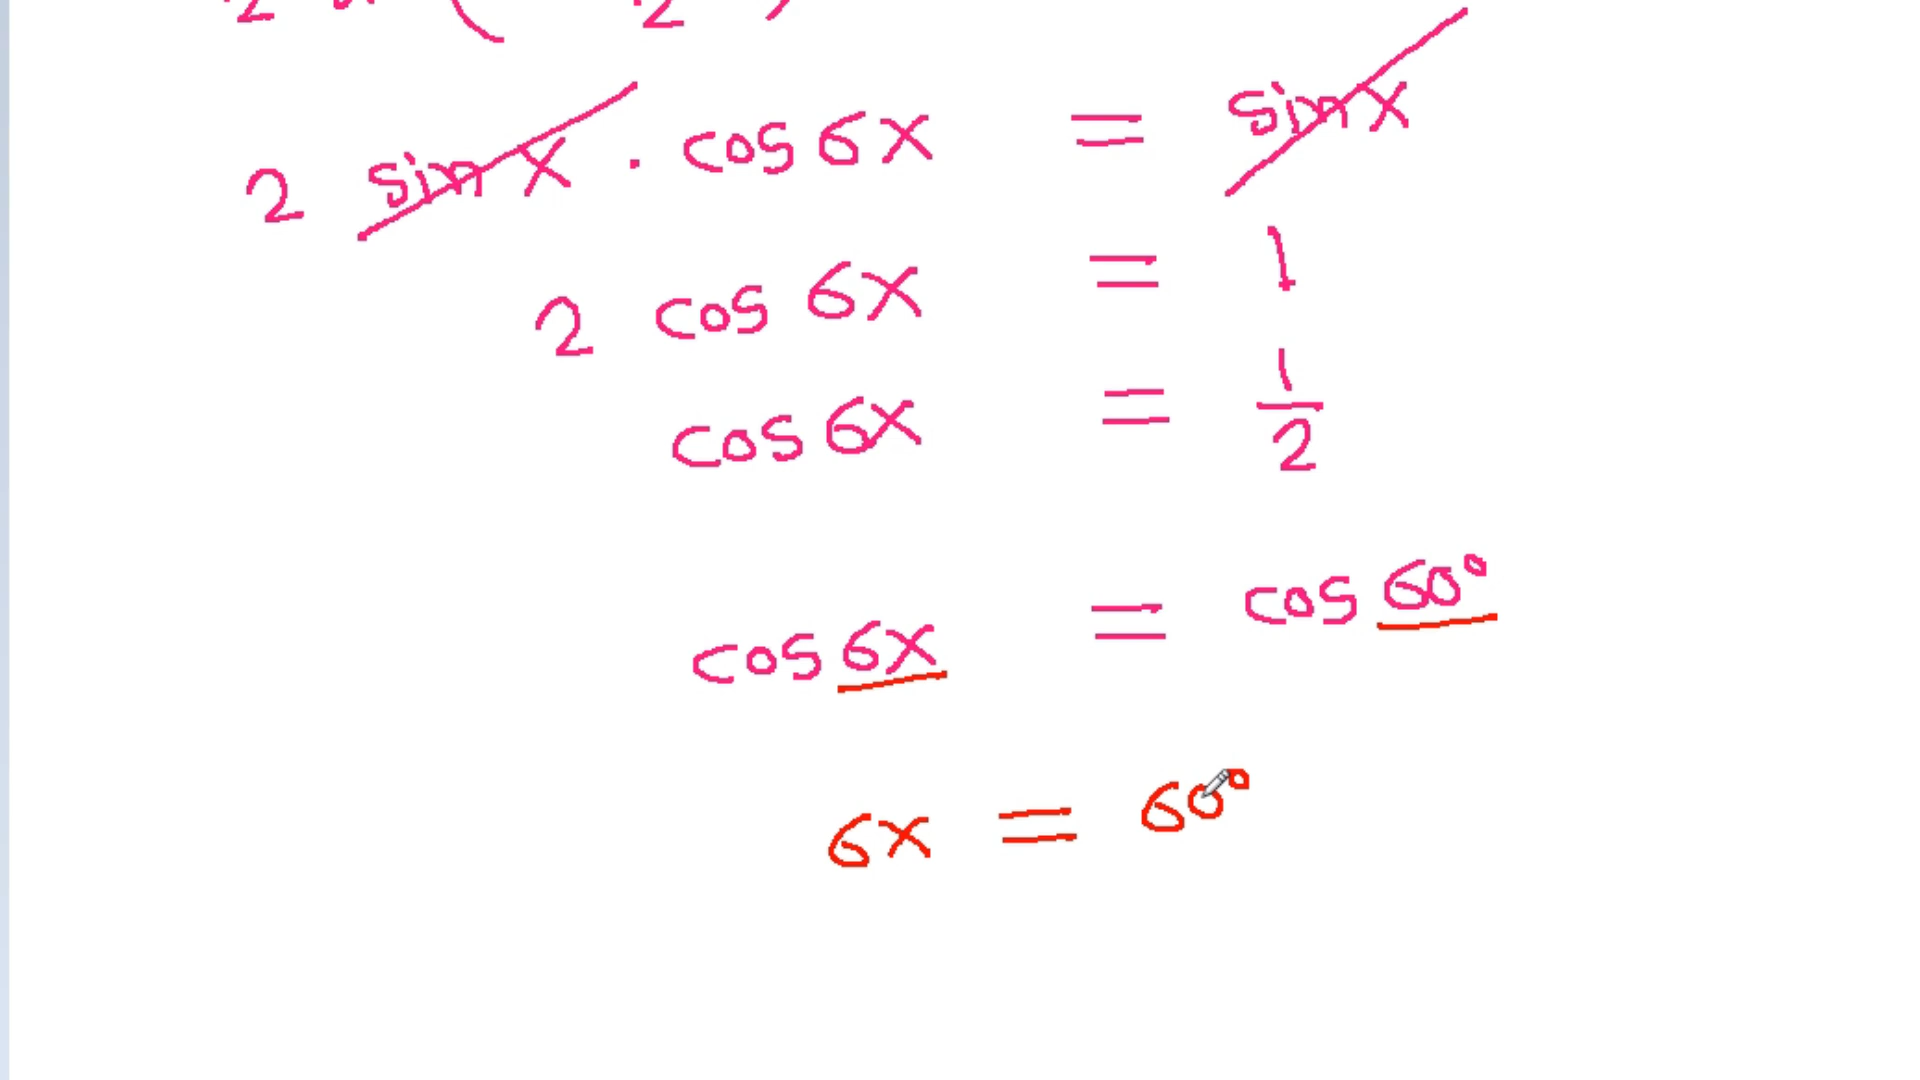 2 sin x . cos 6x = sin x
2 cos 6x = 1
cos 6x = 1/2
cos 6x = cos 60°
6x = 60°